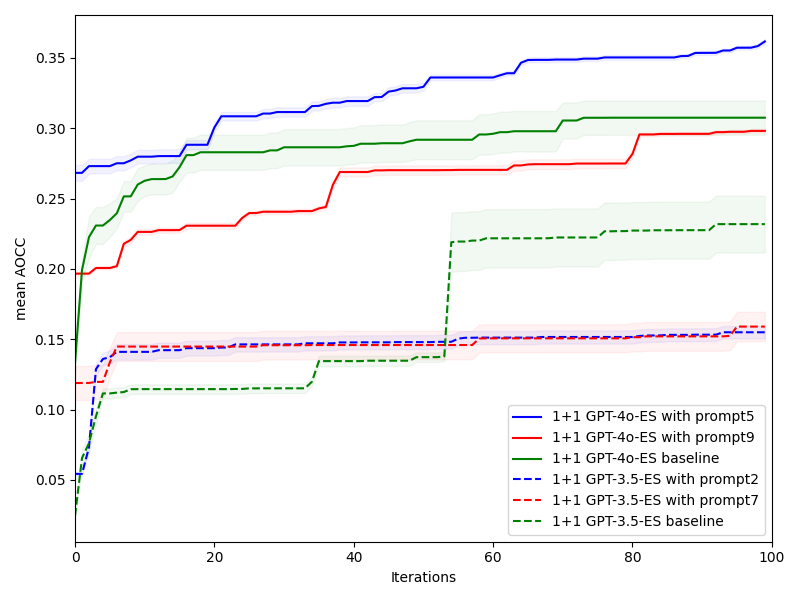 mean AOCC
0.35
0.30
0.25
0.20
0.15
0.10
0.05
1+1 GPT-4o-ES with prompt5
1+1 GPT-4o-ES with prompt9
1+1 GPT-4o-ES baseline
1+1 GPT-3.5-ES with prompt2
1+1 GPT-3.5-ES with prompt7
1+1 GPT-3.5-ES baseline
0 20 40 60 80 100
Iterations